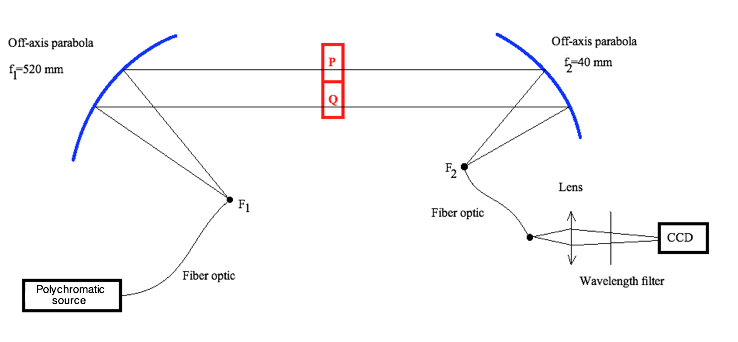 Off-axis parabola
f1=520 mm
P
Q
Off-axis parabola
f2=40 mm
F1
F2
Fiber optic
Lens
CCD
Wavelength filter
Fiber optic
Polychromatic
source